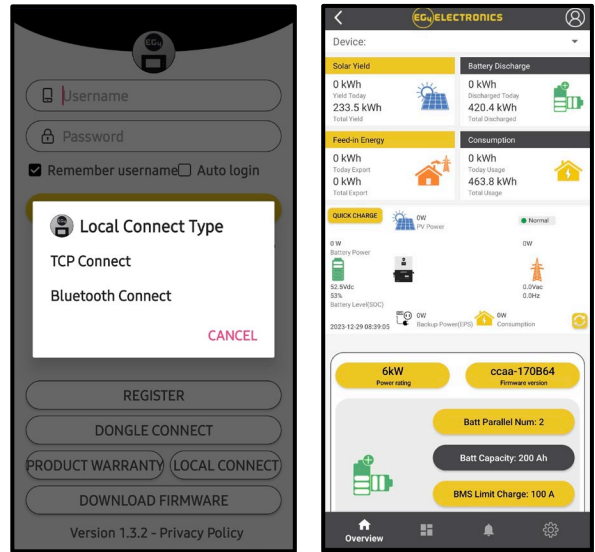 EG4
Username
Password
Remember username
Auto login
Local Connect Type
TCP Connect
Bluetooth Connect
CANCEL
REGISTER
DONGLE CONNECT
PRODUCT WARRANTY
LOCAL CONNECT
DOWNLOAD FIRMWARE
Version 1.3.2 - Privacy Policy
EG4 ELECTRONICS
Device:
Solar Yield
0 kWh
Yield Today
233.5 kWh
Total Yield
Battery Discharge
0 kWh
Discharged Today
420.4 kWh
Total Discharged
Feed-in Energy
0 kWh
Today Export
0 kWh
Total Export
Consumption
0 kWh
Today Usage
463.8 kWh
Total Usage
QUICK CHARGE
0W
PV Power
Normal
0 W
Battery Power
0W
52.5Vdc
53%
Battery Level(SOC)
0.0Vac
0.0Hz
2023-12-29 08:39:05
0W
Backup Power(EPS)
0W
Consumption
6kW
Power rating
ccaa-170B64
Firmware version
Batt Parallel Num: 2
Batt Capacity: 200 Ah
BMS Limit Charge: 100 A
Overview